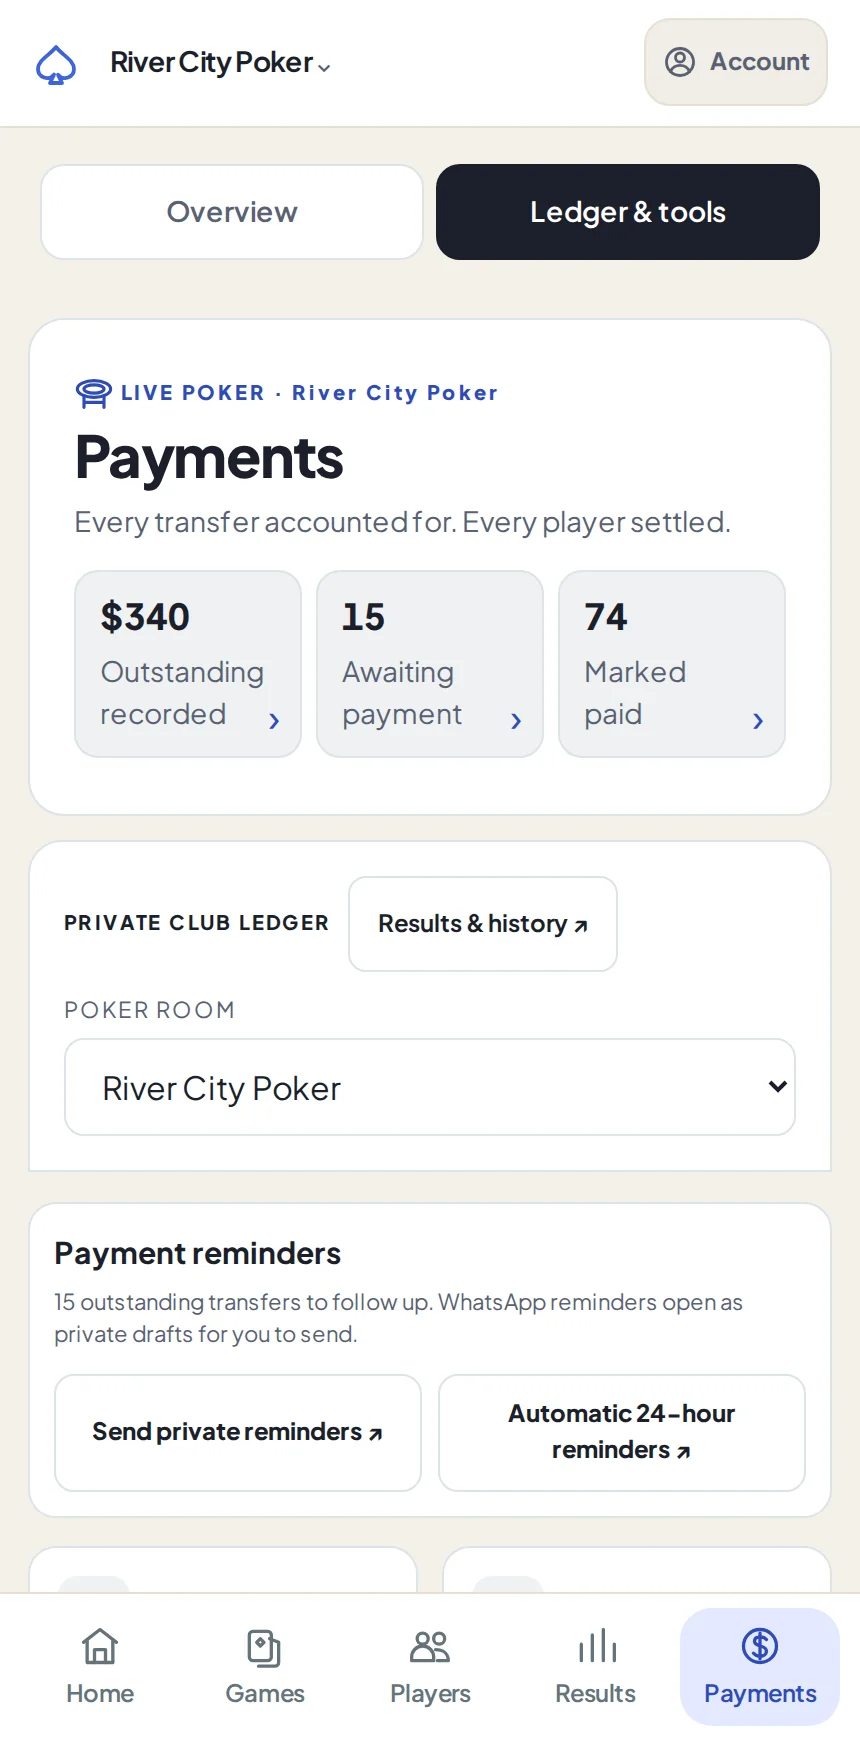 River City Poker
Account
Overview
Ledger & tools
LIVE POKER · River City Poker
Payments
Every transfer accounted for. Every player settled.
$340
Outstanding
recorded
15
Awaiting
payment
74
Marked
paid
PRIVATE CLUB LEDGER
Results & history ↗
POKER ROOM
River City Poker
Payment reminders
15 outstanding transfers to follow up. WhatsApp reminders open as
private drafts for you to send.
Send private reminders ↗
Automatic 24-hour
reminders ↗
Home
Games
Players
Results
Payments